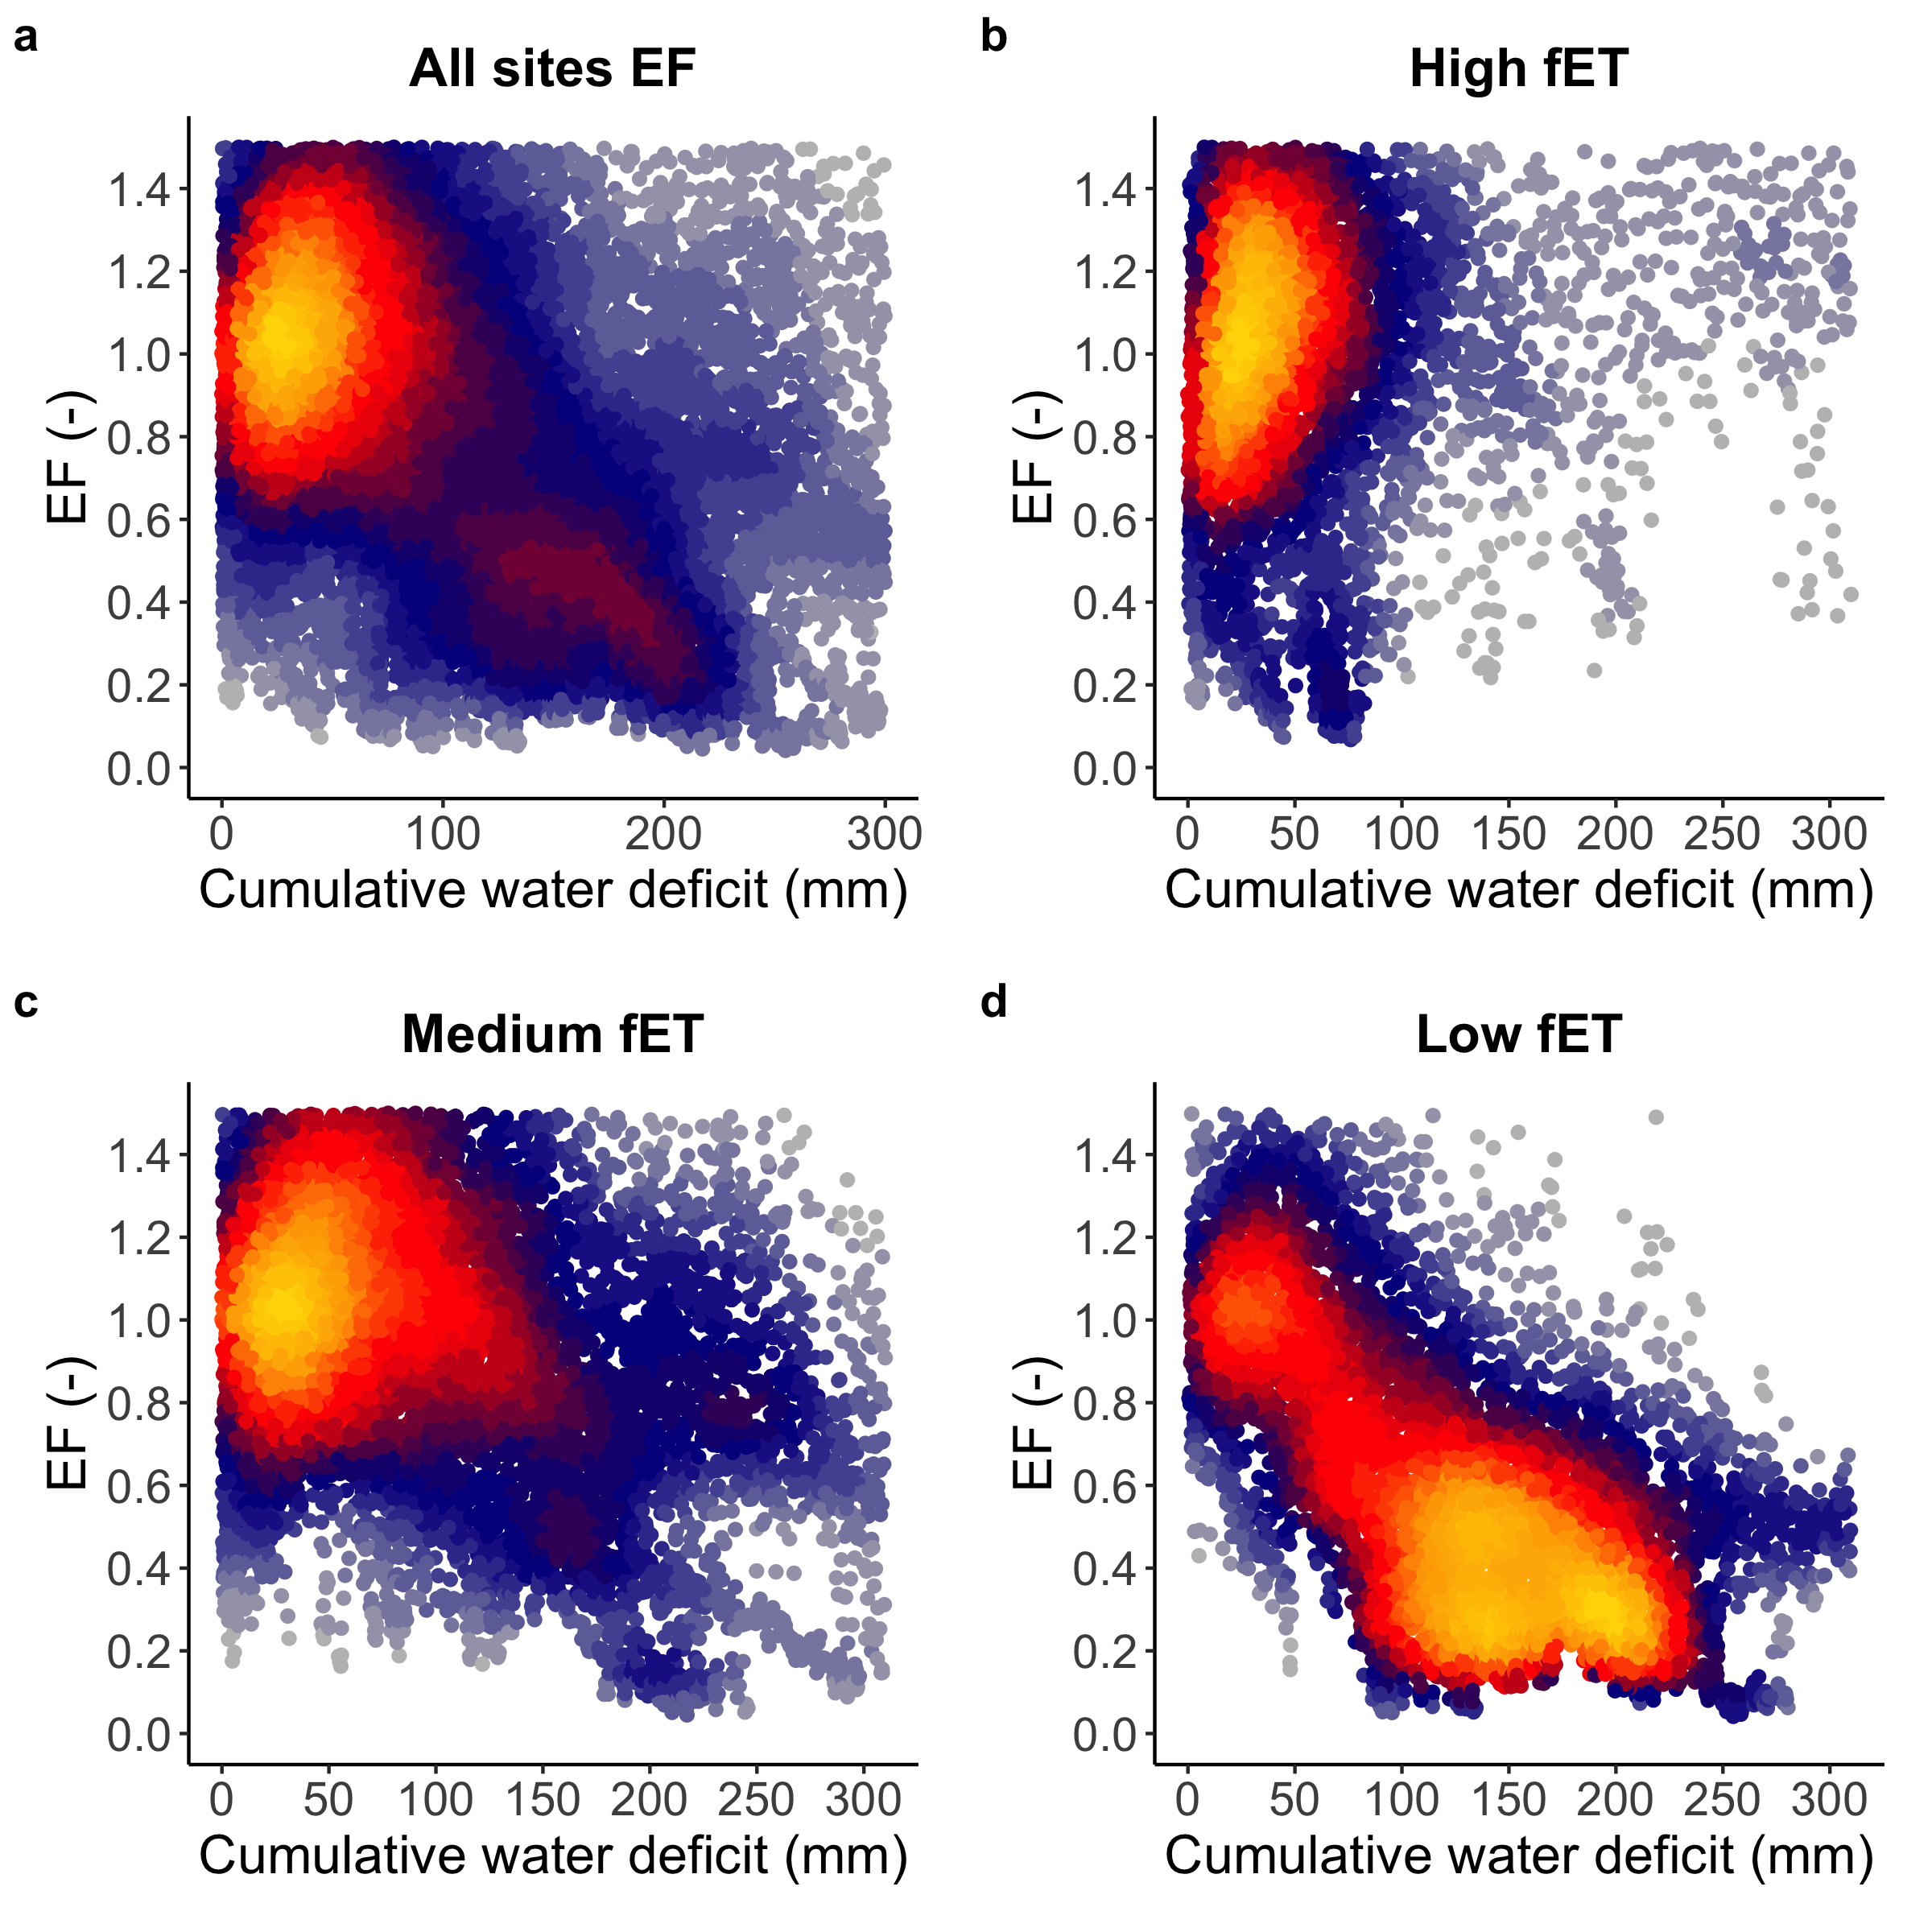 a
All sites EF
EF (-)
1.4
1.2
1.0
0.8
0.6
0.4
0.2
0.0
0 100 200 300
Cumulative water deficit (mm)
b
High fET
EF (-)
1.4
1.2
1.0
0.8
0.6
0.4
0.2
0.0
0 50 100 150 200 250 300
Cumulative water deficit (mm)
c
Medium fET
EF (-)
1.4
1.2
1.0
0.8
0.6
0.4
0.2
0.0
0 50 100 150 200 250 300
Cumulative water deficit (mm)
d
Low fET
EF (-)
1.4
1.2
1.0
0.8
0.6
0.4
0.2
0.0
0 50 100 150 200 250 300
Cumulative water deficit (mm)